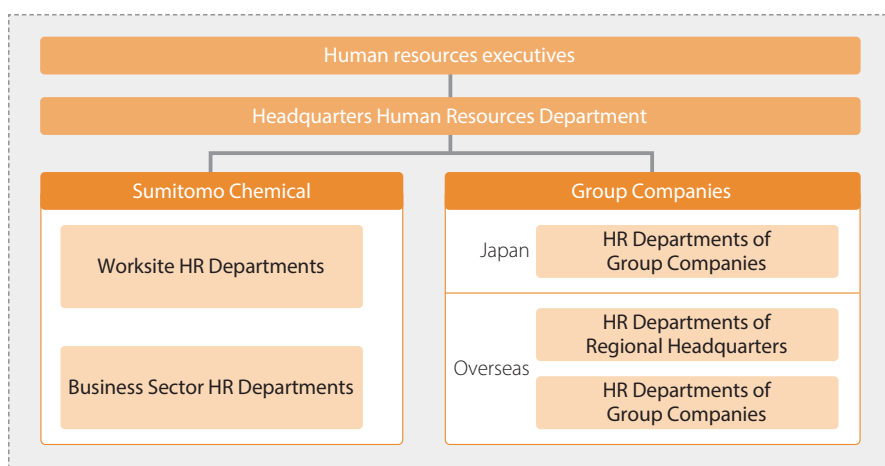 Human resources executives
Headquarters Human Resources Department
Sumitomo Chemical
Worksite HR Departments
Business Sector HR Departments
Group Companies
Japan
HR Departments of
Group Companies
Overseas
HR Departments of
Regional Headquarters
HR Departments of
Group Companies